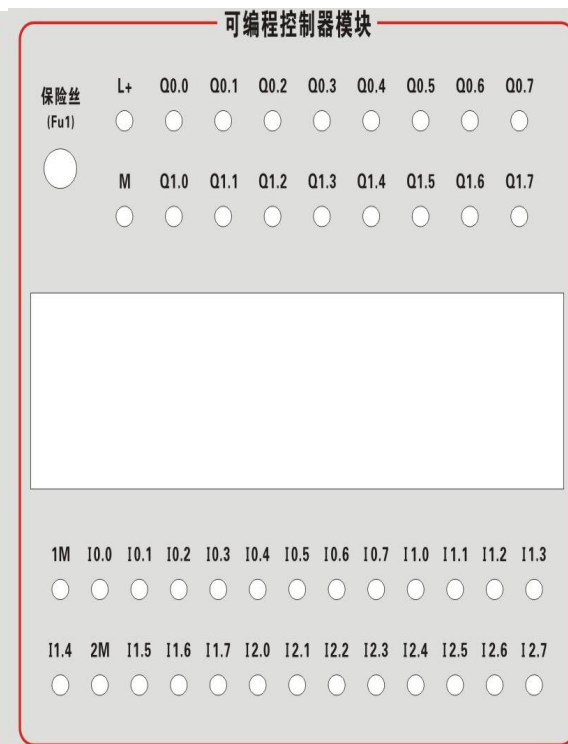 可编程控制器模块
保险丝
(Fu1)
L+ Q0.0 Q0.1 Q0.2 Q0.3 Q0.4 Q0.5 Q0.6 Q0.7
M Q1.0 Q1.1 Q1.2 Q1.3 Q1.4 Q1.5 Q1.6 Q1.7
1M I0.0 I0.1 I0.2 I0.3 I0.4 I0.5 I0.6 I0.7 I1.0 I1.1 I1.2 I1.3
I1.4 2M I1.5 I1.6 I1.7 I2.0 I2.1 I2.2 I2.3 I2.4 I2.5 I2.6 I2.7